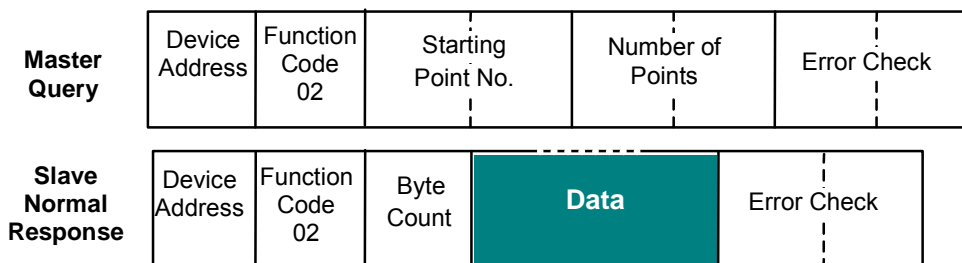 Master
Query
Device
Address
Function
Code
02
Starting
Point No.
Number of
Points
Error Check
Slave
Normal
Response
Device
Address
Function
Code
02
Byte
Count
Data
Error Check